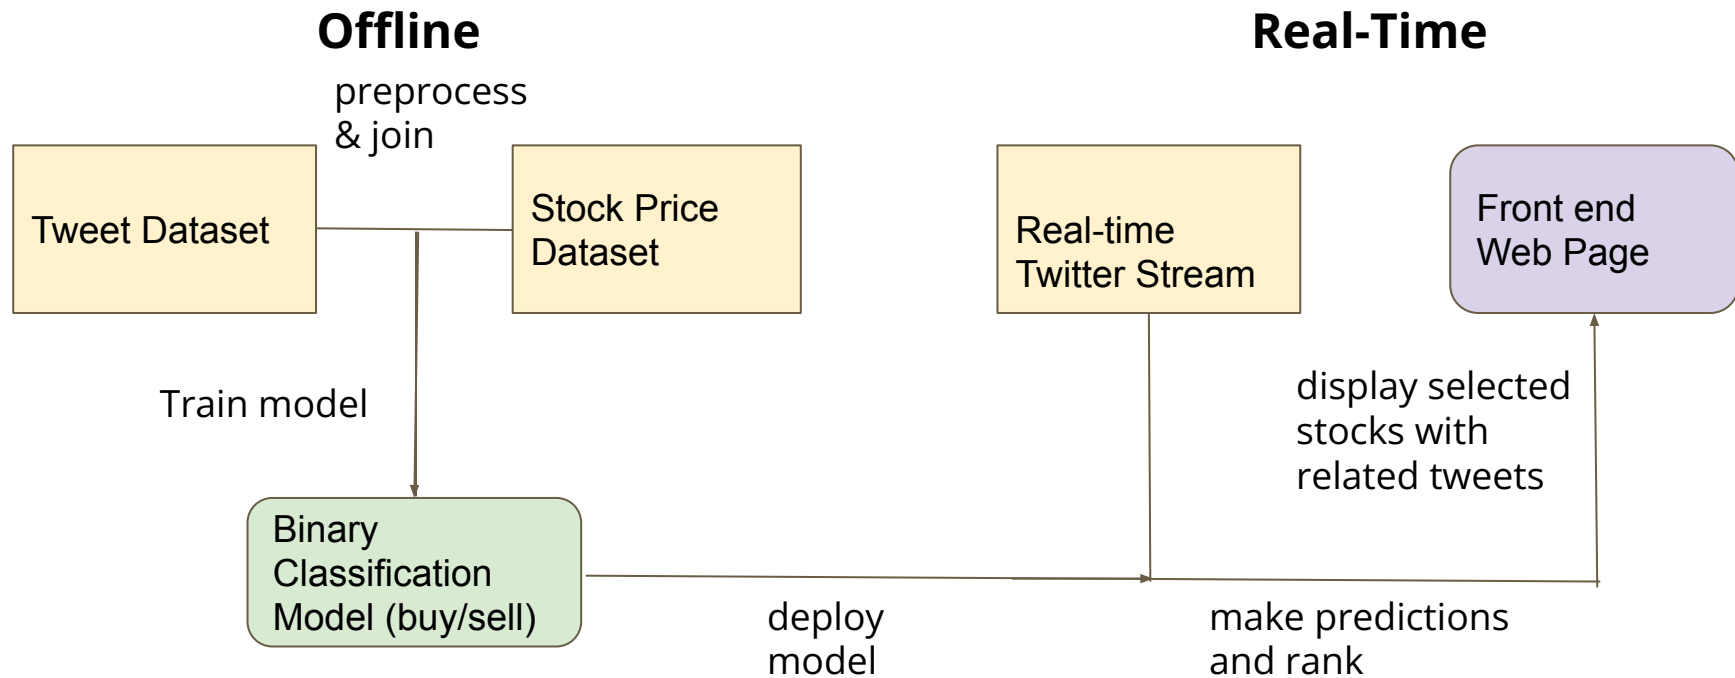 Offline
Real-Time
preprocess
& join
Tweet Dataset
Stock Price
Dataset
Real-time
Twitter Stream
Front end
Web Page
Train model
display selected
stocks with
related tweets
Binary
Classification
Model (buy/sell)
deploy
model
make predictions
and rank